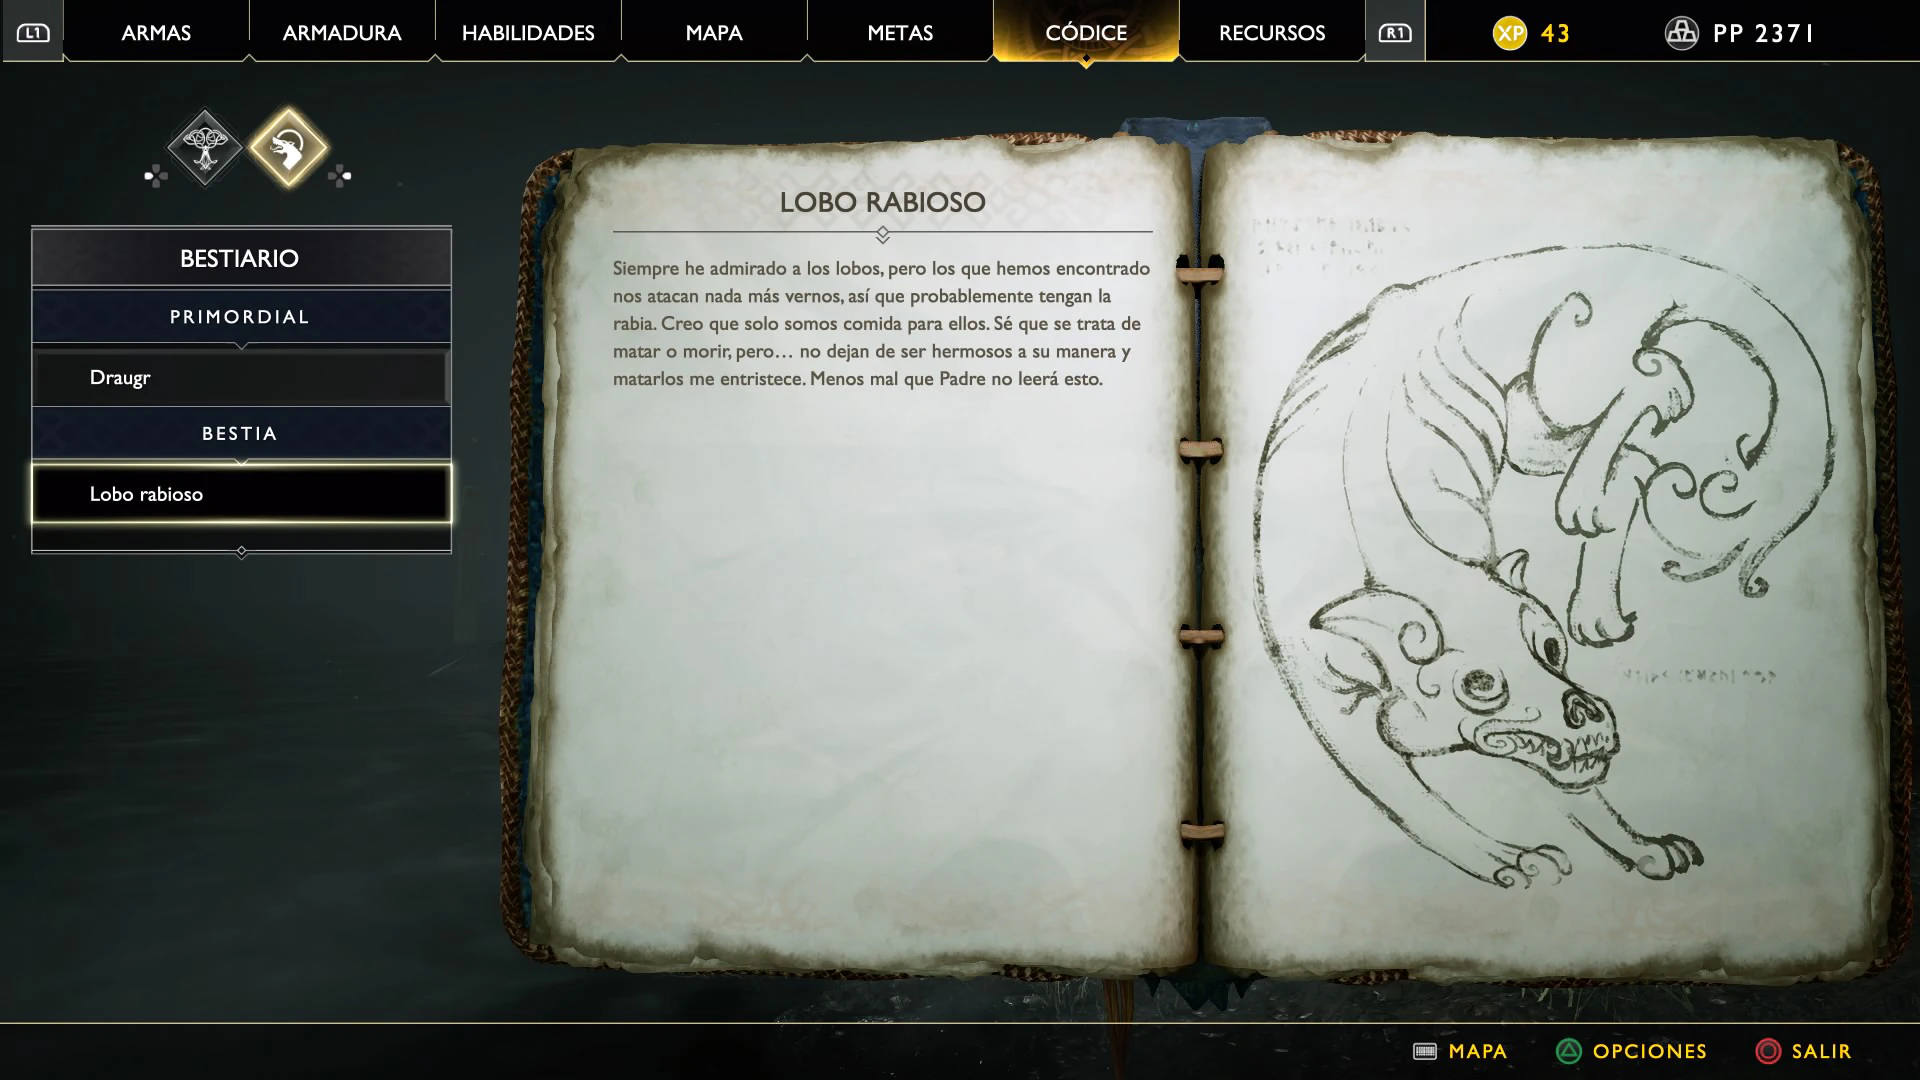 L1
ARMAS
ARMADURA
HABILIDADES
MAPA
METAS
CÓDICE
RECURSOS
R1
XP 43
PP 2371
BESTIARIO
PRIMORDIAL
Draugr
BESTIA
Lobo rabioso
LOBO RABIOSO
Siempre he admirado a los lobos, pero los que hemos encontrado
nos atacan nada más vernos, así que probablemente tengan la
rabia. Creo que solo somos comida para ellos. Sé que se trata de
matar o morir, pero... no dejan de ser hermosos a su manera y
matarlos me entristece. Menos mal que Padre no leerá esto.
MAPA
OPCIONES
SALIR